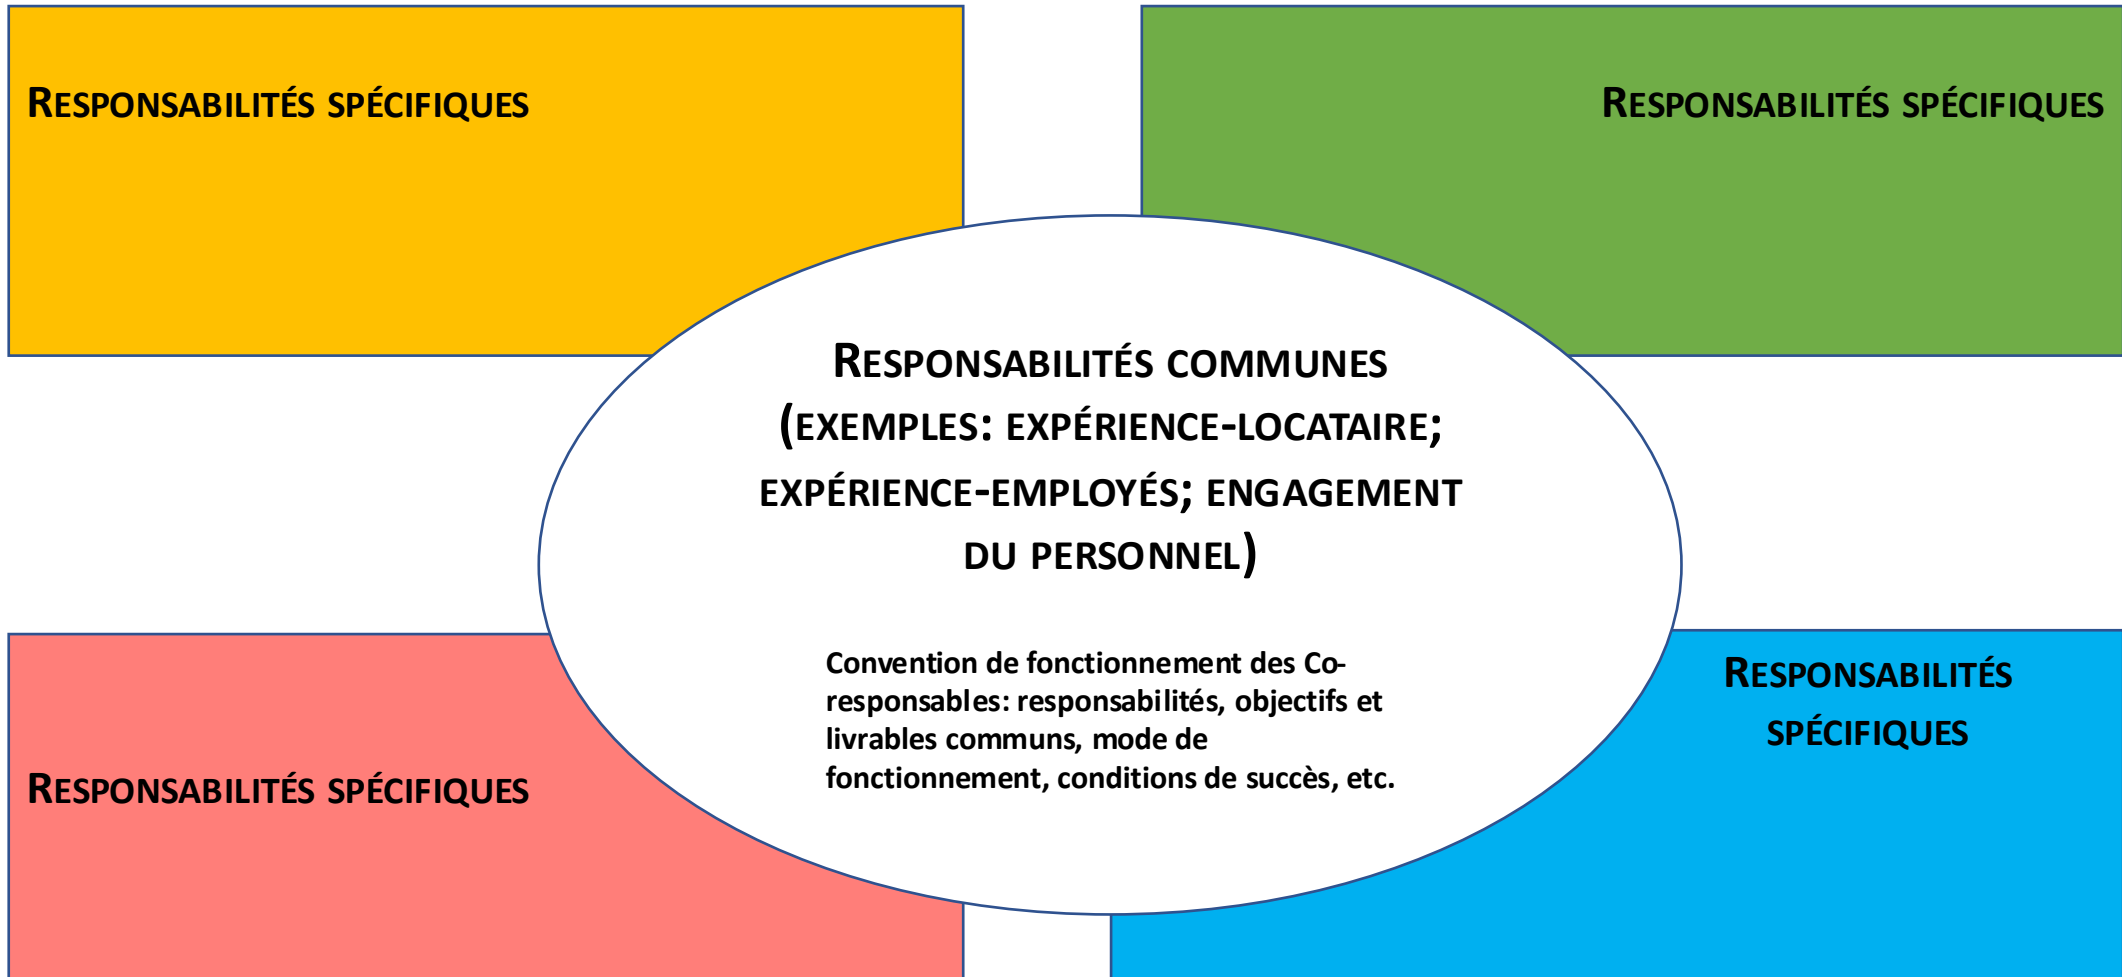 RESPONSABILITÉS SPÉCIFIQUES
RESPONSABILITÉS SPÉCIFIQUES
RESPONSABILITÉS COMMUNES
(EXEMPLES: EXPÉRIENCE-LOCATAIRE;
EXPÉRIENCE-EMPLOYÉS; ENGAGEMENT
DU PERSONNEL)
Convention de fonctionnement des Co-
responsables: responsabilités, objectifs et
livrables communs, mode de
fonctionnement, conditions de succès, etc.
RESPONSABILITÉS SPÉCIFIQUES
RESPONSABILITÉS
SPÉCIFIQUES